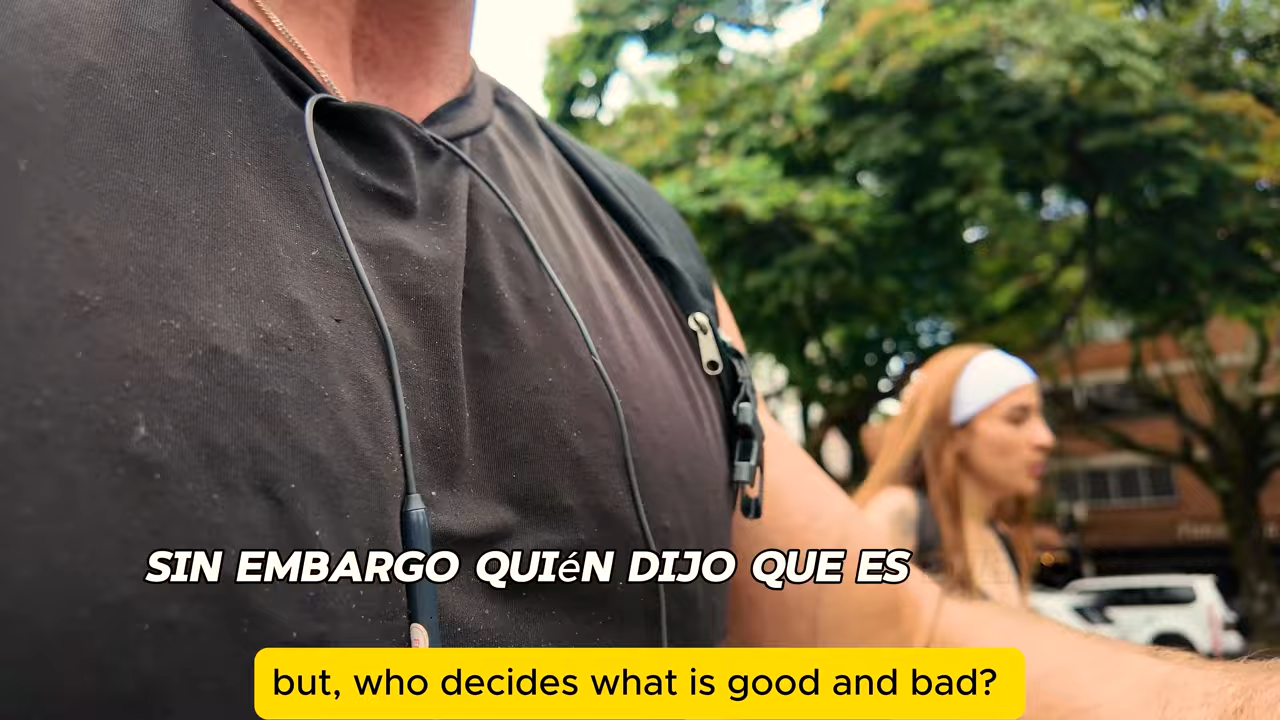 SIN EMBARGO QUIéN DIJO QUE ES
but, who decides what is good and bad?